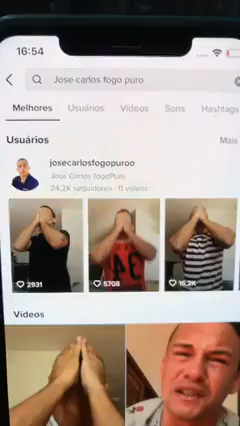 16:54
Jose carlos fogo puro
Melhores Usuários Vídeos Sons Hashtags
Usuários Mais
josecarlosfogopuroo
José Carlos fogoPuro
24,2K seguidores · 11 vídeos
2931 5708 16,2K
Vídeos